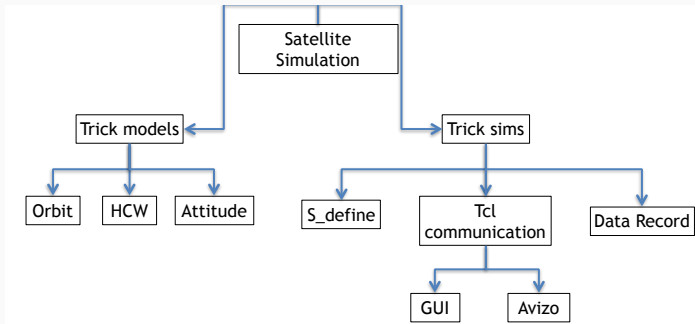 Satellite
Simulation
Trick models
Trick sims
Orbit
HCW
Attitude
S_define
Tcl
communication
Data Record
GUI
Avizo